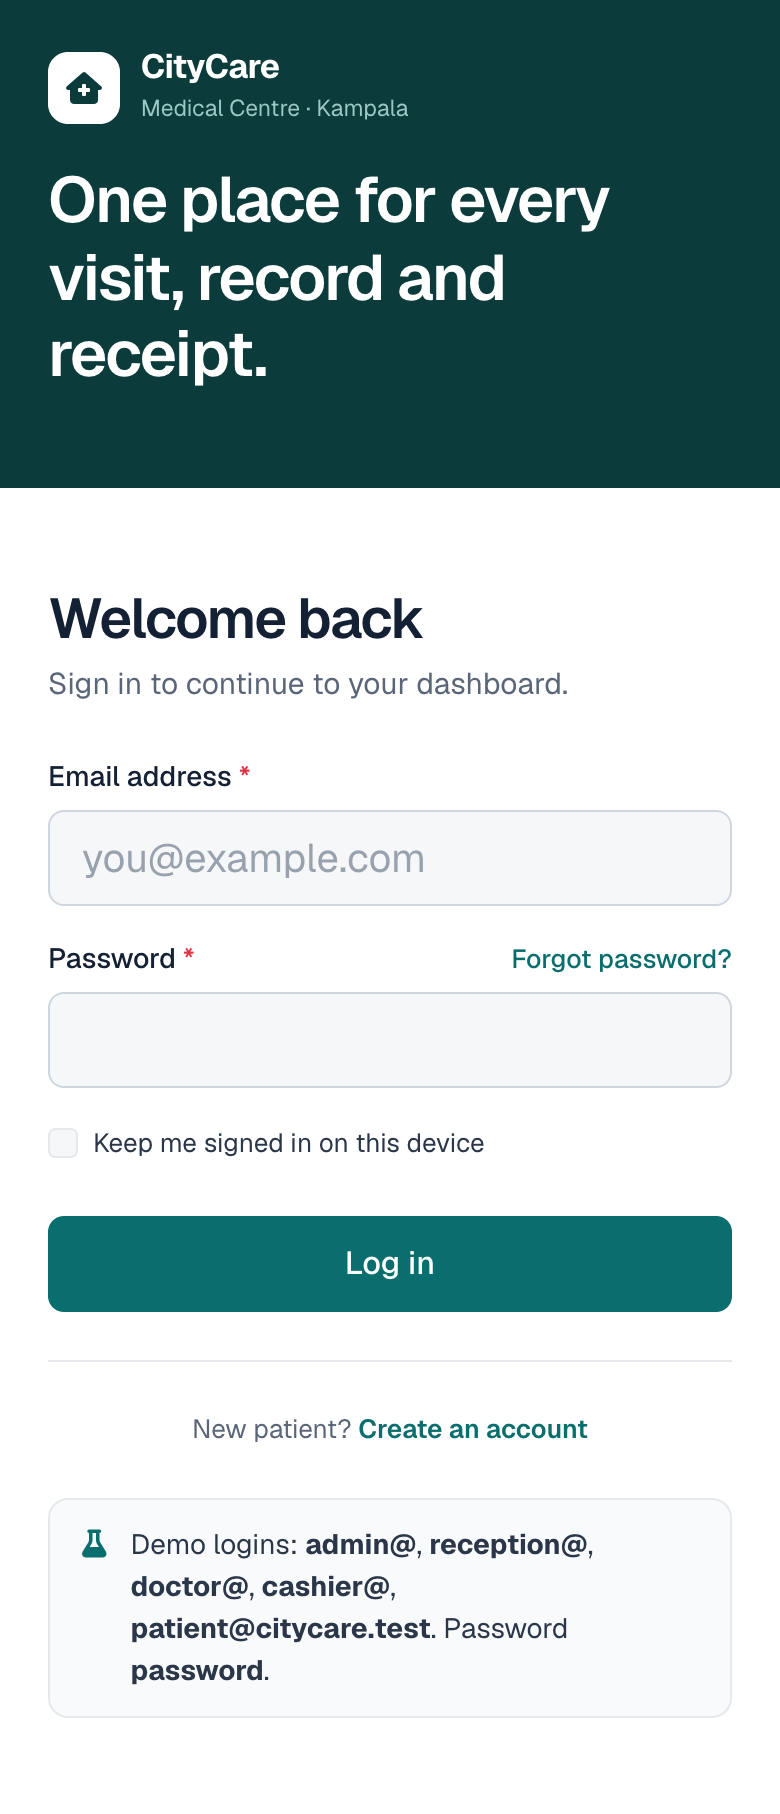 CityCare
Medical Centre · Kampala
One place for every
visit, record and
receipt.
Welcome back
Sign in to continue to your dashboard.
Email address *
you@example.com
Password *
Forgot password?
Keep me signed in on this device
Log in
New patient? Create an account
Demo logins: admin@, reception@,
doctor@, cashier@,
patient@citycare.test. Password
password.